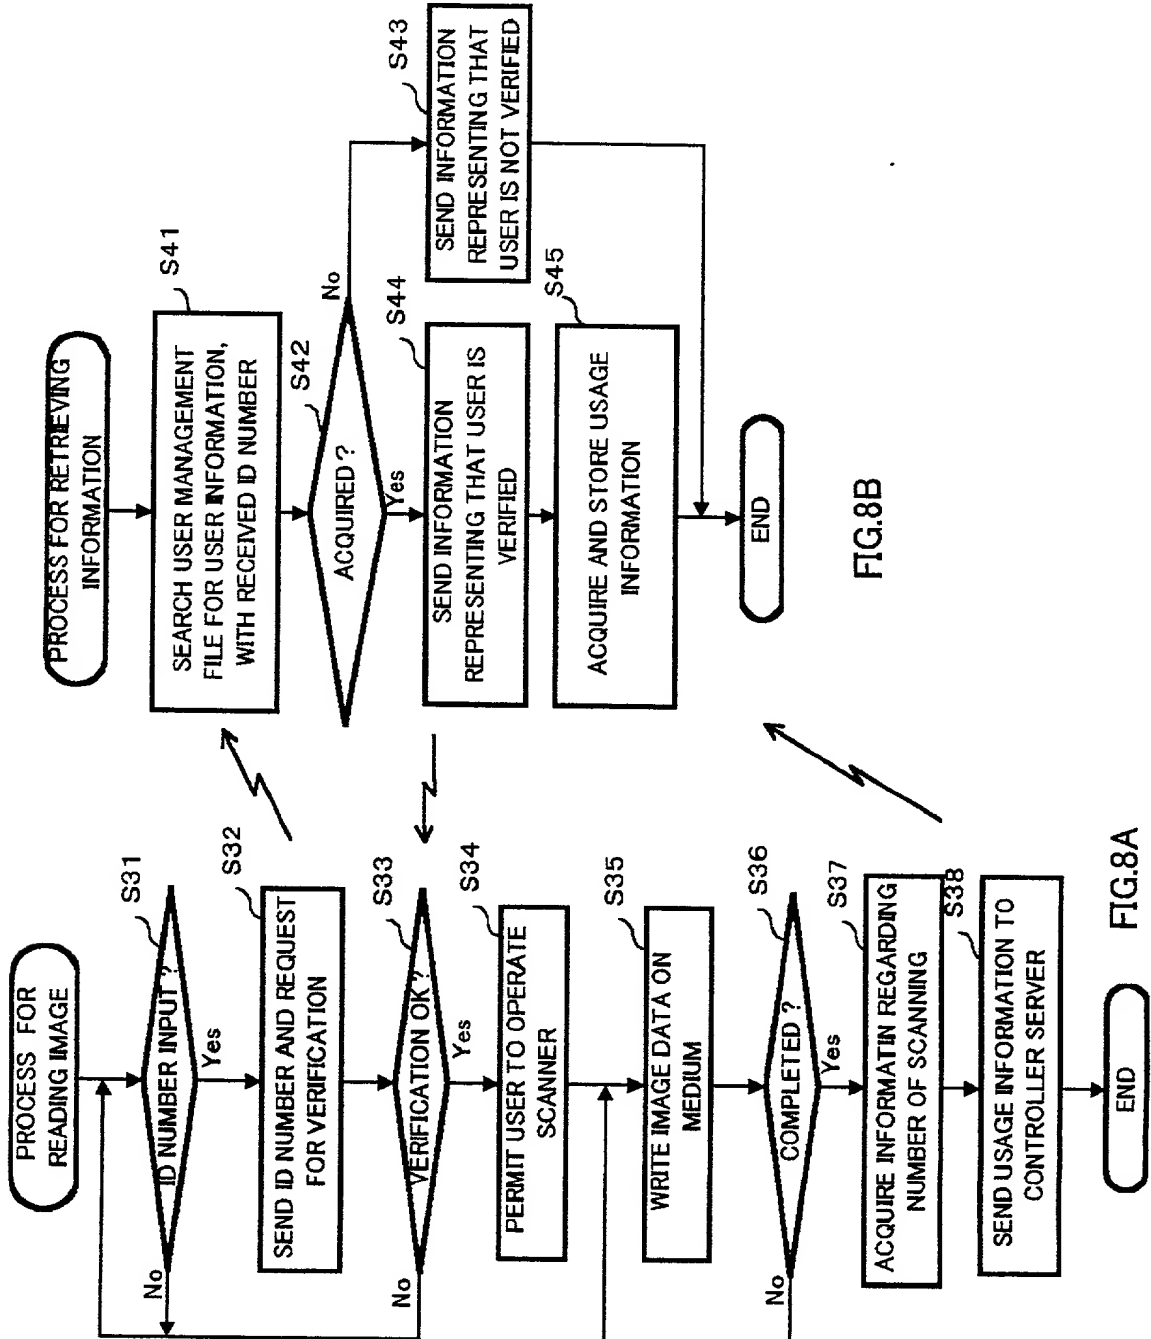 PROCESS FOR
READING IMAGE
S31
ID NUMBER INPUT ?
No
Yes
S32
SEND ID NUMBER AND REQUEST
FOR VERIFICATION
S33
VERIFICATION OK ?
No
Yes
S34
PERMIT USER TO OPERATE
SCANNER
S35
WRITE IMAGE DATA ON
MEDIUM
S36
COMPLETED ?
No
Yes
S37
ACQUIRE INFORMATIN REGARDING
NUMBER OF SCANNING
S38
SEND USAGE INFORMATION TO
CONTROLLER SERVER
END
FIG.8A
PROCESS FOR RETRIEVING
INFORMATION
S41
SEARCH USER MANAGEMENT
FILE FOR USER INFORMATION,
WITH RECEIVED ID NUMBER
S42
ACQUIRED ?
No
Yes
S43
SEND INFORMATION
REPRESENTING THAT
USER IS NOT VERIFIED
S44
SEND INFORMATION
REPRESENTING THAT USER IS
VERIFIED
S45
ACQUIRE AND STORE USAGE
INFORMATION
END
FIG.8B